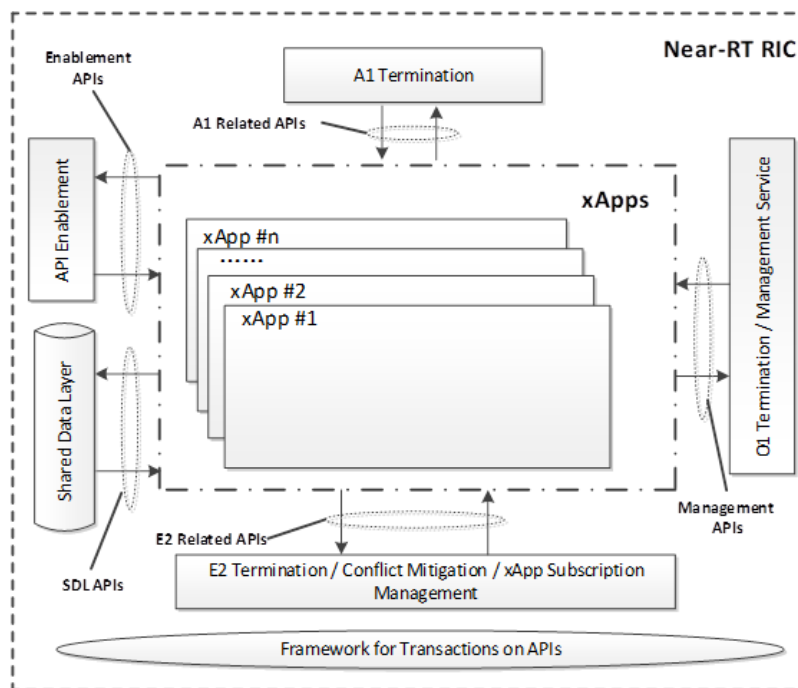 Near-RT RIC
Enablement
APIs
A1 Termination
A1 Related APIs
API Enablement
xApps
xApp #n
......
xApp #2
xApp #1
O1 Termination / Management Service
Shared Data Layer
Management
APIs
E2 Related APIs
SDL APIs
E2 Termination / Conflict Mitigation / xApp Subscription
Management
Framework for Transactions on APIs